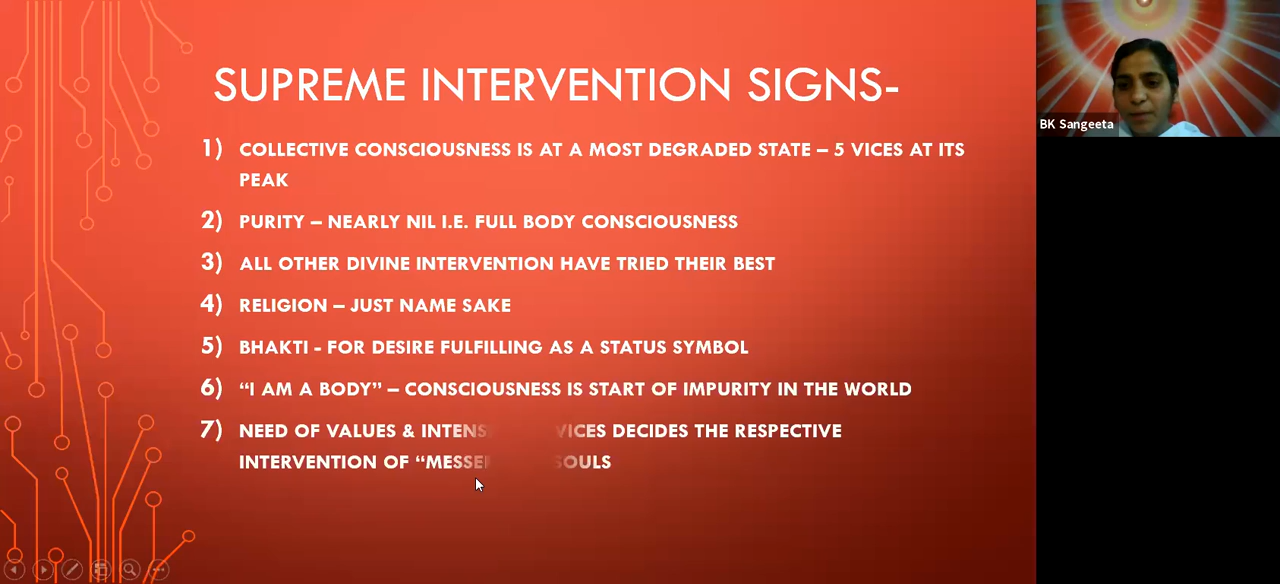 SUPREME INTERVENTION SIGNS-
1) COLLECTIVE CONSCIOUSNESS IS AT A MOST DEGRADED STATE – 5 VICES AT ITS
PEAK
2) PURITY – NEARLY NIL I.E. FULL BODY CONSCIOUSNESS
3) ALL OTHER DIVINE INTERVENTION HAVE TRIED THEIR BEST
4) RELIGION – JUST NAME SAKE
5) BHAKTI - FOR DESIRE FULFILLING AS A STATUS SYMBOL
6) “I AM A BODY” – CONSCIOUSNESS IS START OF IMPURITY IN THE WORLD
7) NEED OF VALUES & VICES DECIDES THE RESPECTIVE
INTERVENTION OF SOULS
BK Sangeeta